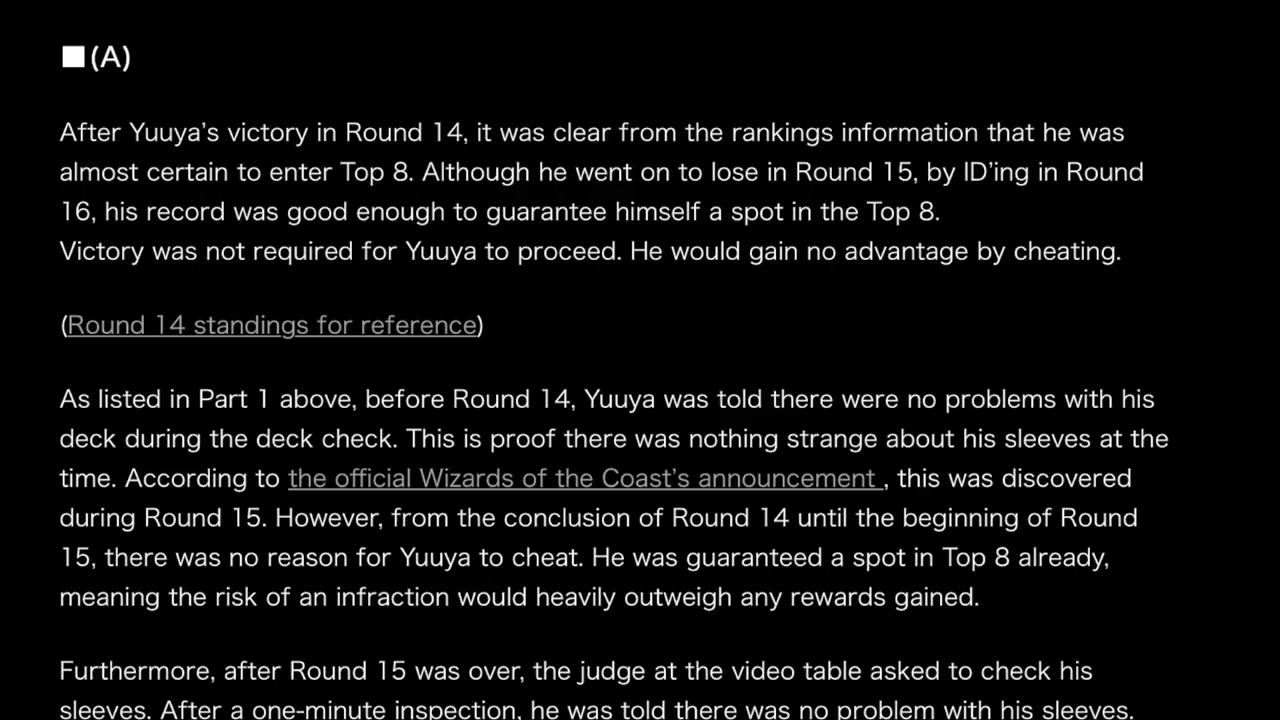 ■(A)
After Yuuya’s victory in Round 14, it was clear from the rankings information that he was
almost certain to enter Top 8. Although he went on to lose in Round 15, by ID’ing in Round
16, his record was good enough to guarantee himself a spot in the Top 8.
Victory was not required for Yuuya to proceed. He would gain no advantage by cheating.
(Round 14 standings for reference)
As listed in Part 1 above, before Round 14, Yuuya was told there were no problems with his
deck during the deck check. This is proof there was nothing strange about his sleeves at the
time. According to the official Wizards of the Coast’s announcement , this was discovered
during Round 15. However, from the conclusion of Round 14 until the beginning of Round
15, there was no reason for Yuuya to cheat. He was guaranteed a spot in Top 8 already,
meaning the risk of an infraction would heavily outweigh any rewards gained.
Furthermore, after Round 15 was over, the judge at the video table asked to check his
sleeves. After a one-minute inspection, he was told there was no problem with his sleeves.